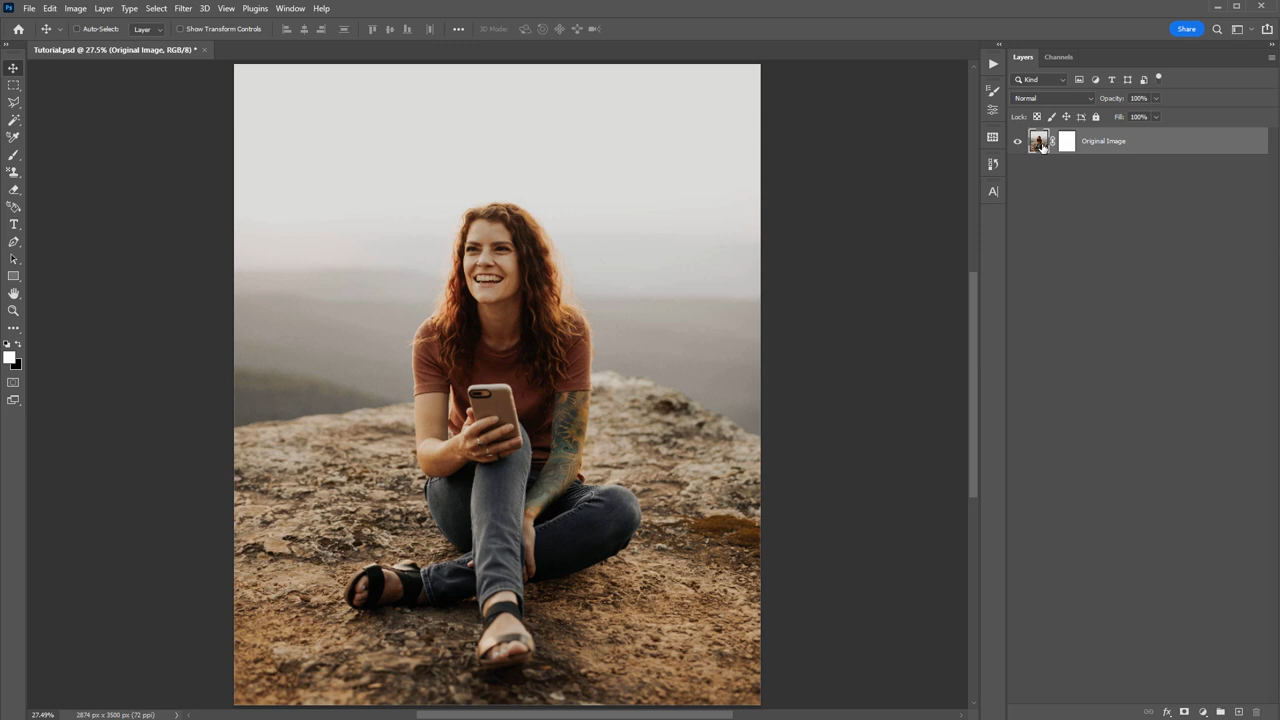 Ps File Edit Image Layer Type Select Filter 3D View Plugins Window Help
Auto-Select: Layer Show Transform Controls 3D Mode: Share
Tutorial.psd @ 27.5% (Original Image, RGB/8) * ×
Layers Channels
Kind T
Normal Opacity: 100%
Lock: Fill: 100%
Original Image
A|
T
27.49% 2874 px x 3500 px (72 ppi)
fx